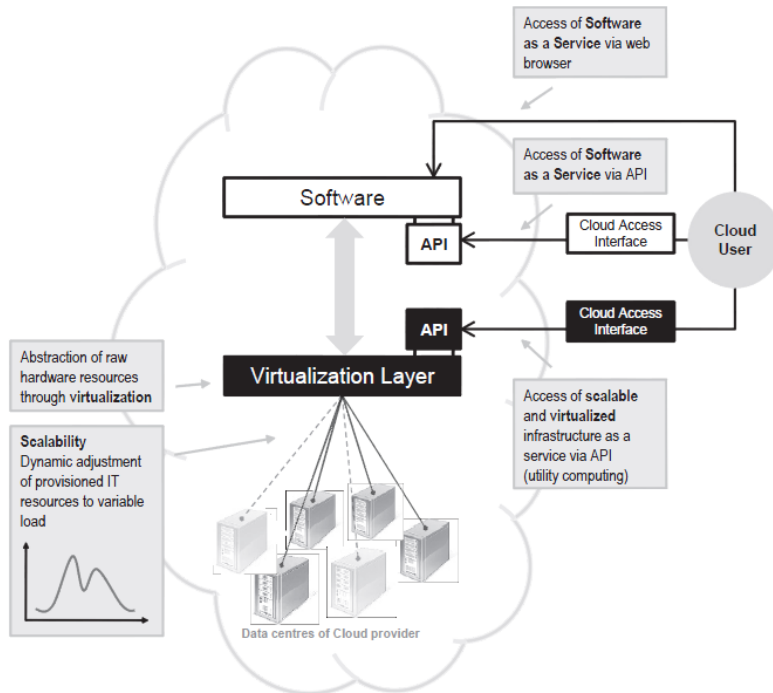 Access of Software
as a Service via web
browser
Access of Software
as a Service via API
Software
API
Cloud Access
Interface
Cloud
User
API
Cloud Access
Interface
Abstraction of raw
hardware resources
through virtualization
Virtualization Layer
Access of scalable
and virtualized
infrastructure as a
service via API
(utility computing)
Scalability
Dynamic adjustment
of provisioned IT
resources to variable
load
Data centres of Cloud provider